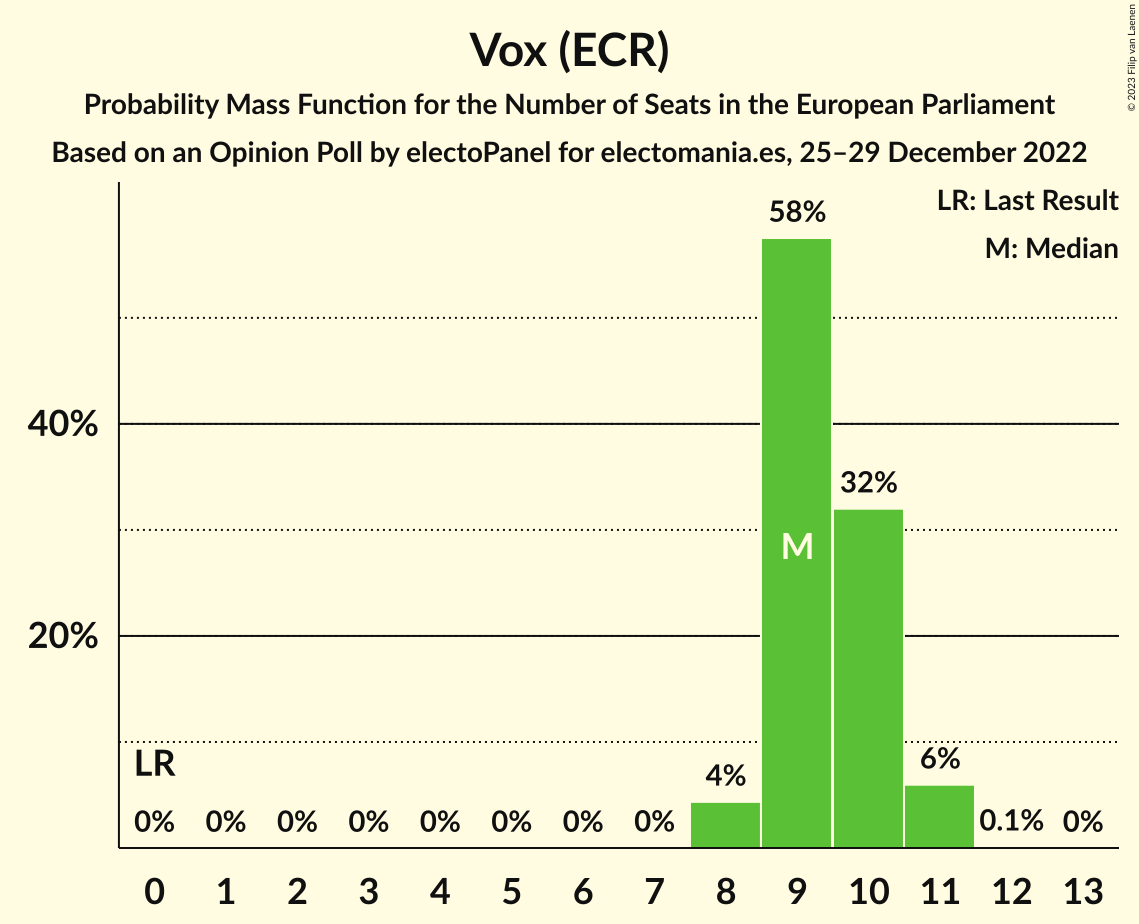 Vox (ECR)
Probability Mass Function for the Number of Seats in the European Parliament
Based on an Opinion Poll by electoPanel for electomania.es, 25–29 December 2022
© 2023 Filip van Laenen
LR: Last Result
M: Median
58%
40%
32%
M
20%
LR
6%
4%
0% 0% 0% 0% 0% 0% 0% 0% 0.1% 0%
0 1 2 3 4 5 6 7 8 9 10 11 12 13